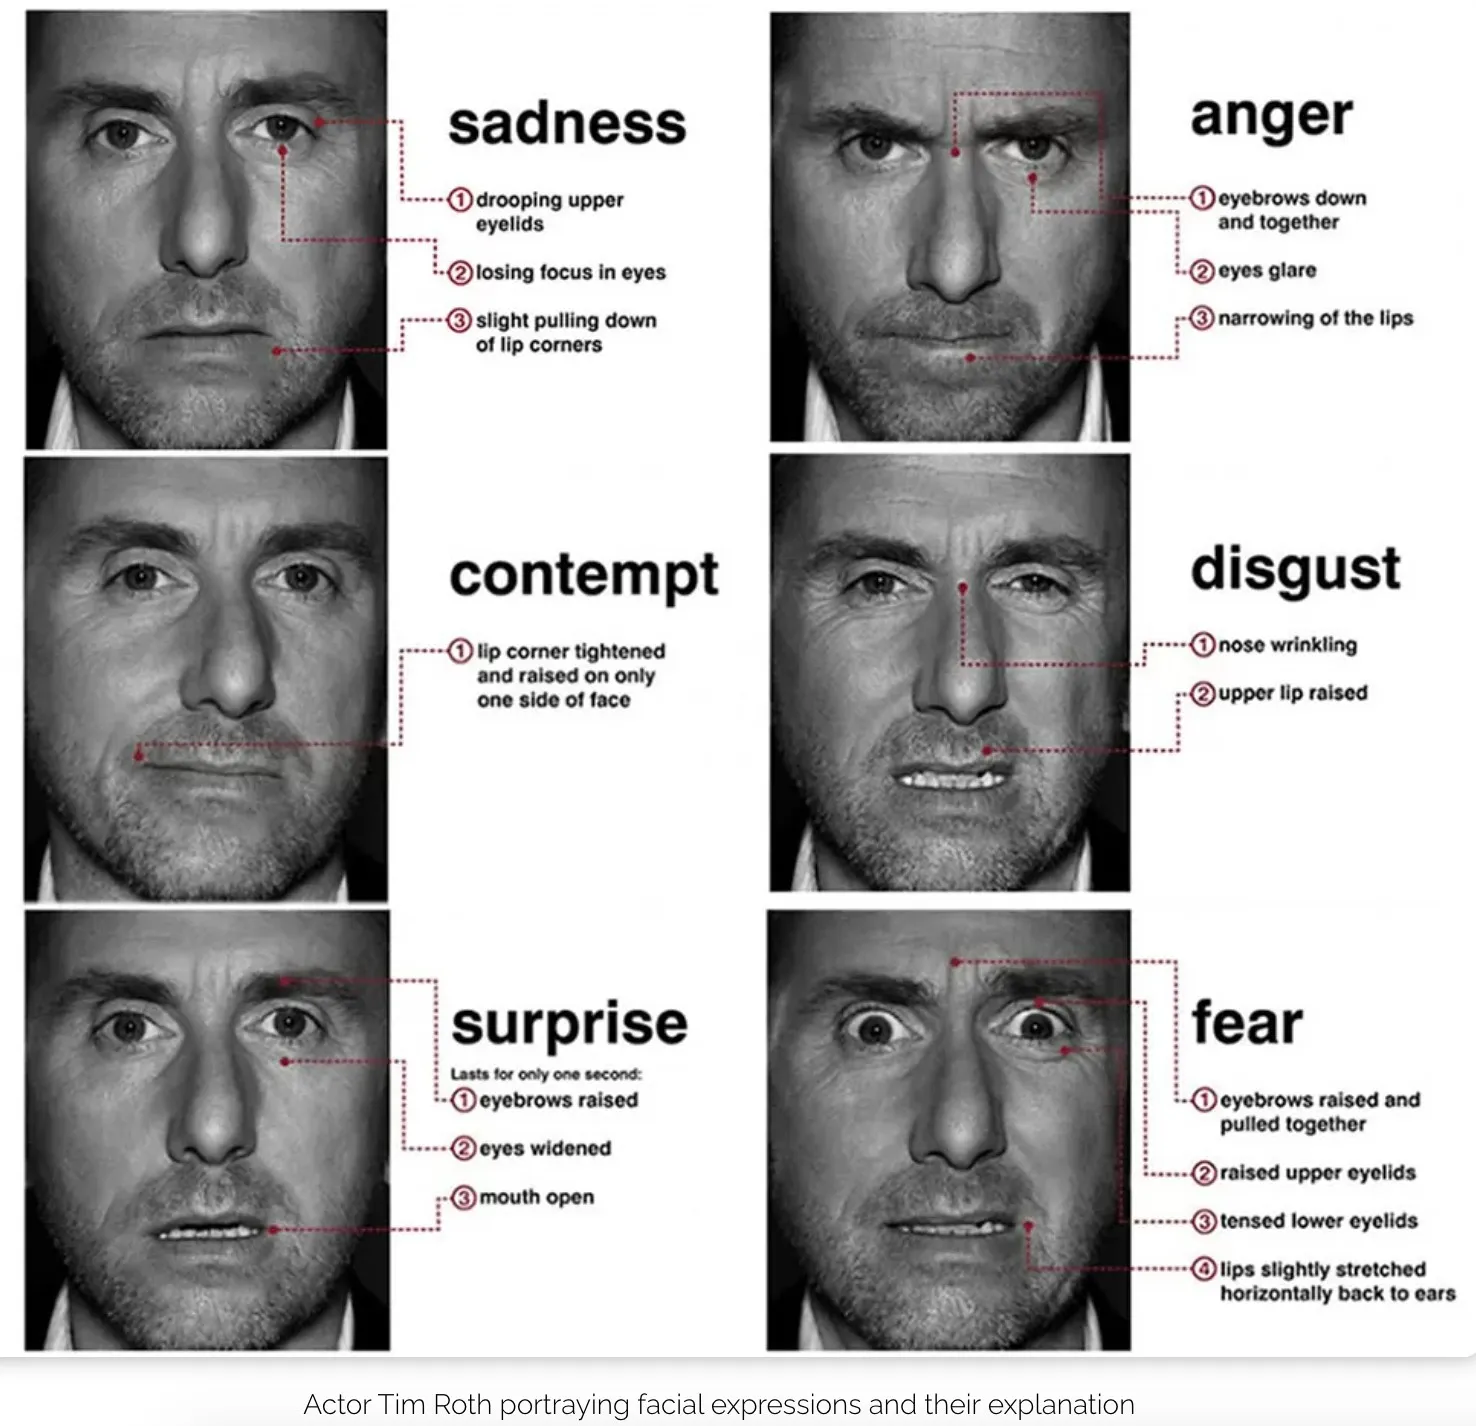 sadness
① drooping upper
eyelids
② losing focus in eyes
③ slight pulling down
of lip corners
anger
① eyebrows down
and together
② eyes glare
③ narrowing of the lips
contempt
① lip corner tightened
and raised on only
one side of face
disgust
① nose wrinkling
② upper lip raised
surprise
Lasts for only one second:
① eyebrows raised
② eyes widened
③ mouth open
fear
① eyebrows raised and
pulled together
② raised upper eyelids
③ tensed lower eyelids
④ lips slightly stretched
horizontally back to ears
Actor Tim Roth portraying facial expressions and their explanation